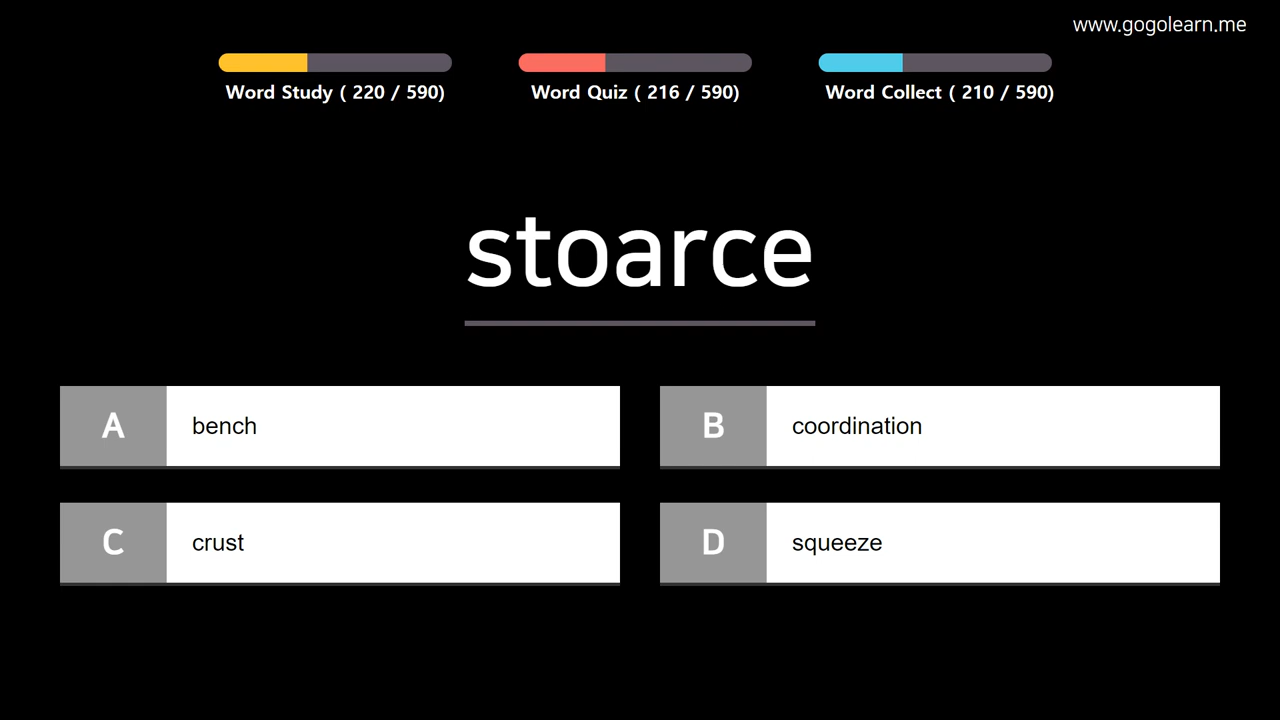 www.gogolearn.me
Word Study ( 220 / 590)
Word Quiz ( 216 / 590)
Word Collect ( 210 / 590)
stoarce
A bench
B coordination
C crust
D squeeze